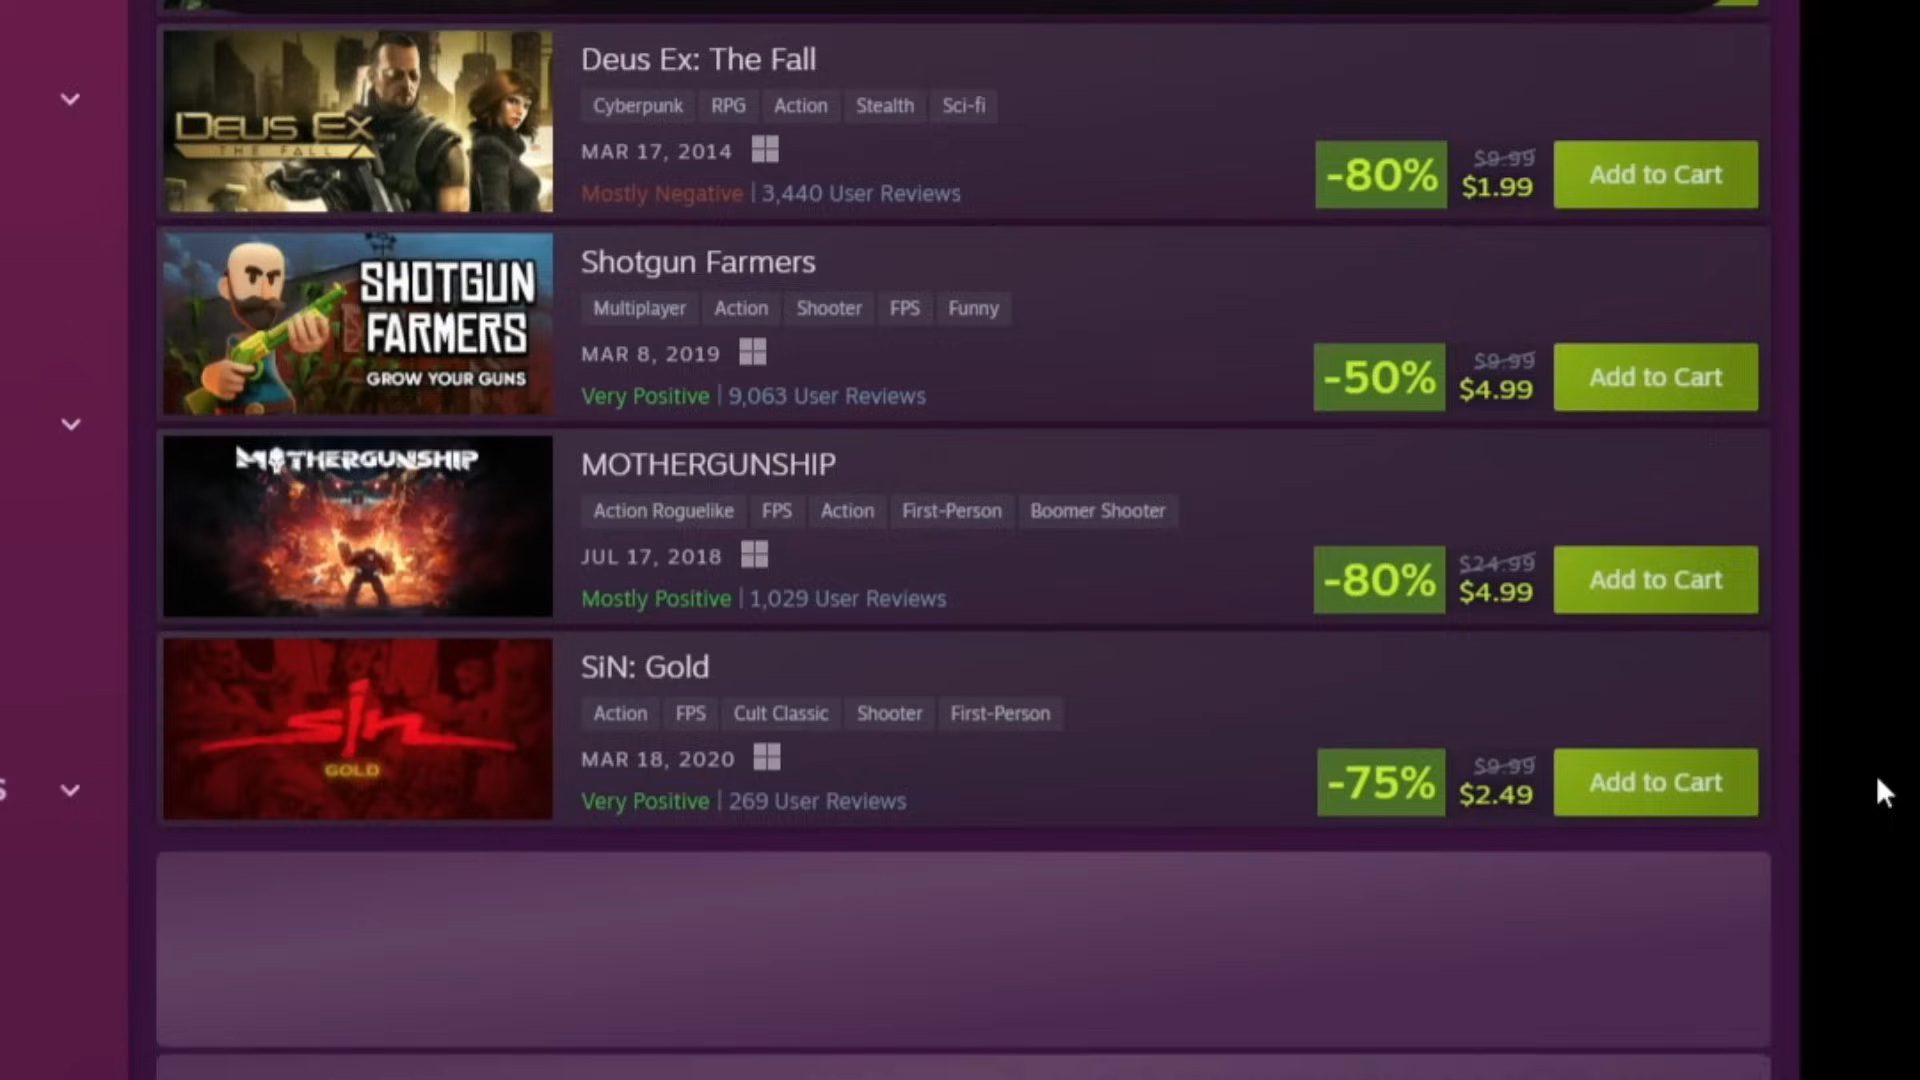 DEUS EX
THE FALL
Deus Ex: The Fall
Cyberpunk RPG Action Stealth Sci-fi
MAR 17, 2014
Mostly Negative | 3,440 User Reviews
-80% $9.99 $1.99 Add to Cart
SHOTGUN
FARMERS
GROW YOUR GUNS
Shotgun Farmers
Multiplayer Action Shooter FPS Funny
MAR 8, 2019
Very Positive | 9,063 User Reviews
-50% $9.99 $4.99 Add to Cart
MOTHERGUNSHIP
MOTHERGUNSHIP
Action Roguelike FPS Action First-Person Boomer Shooter
JUL 17, 2018
Mostly Positive | 1,029 User Reviews
-80% $24.99 $4.99 Add to Cart
sin
GOLD
SiN: Gold
Action FPS Cult Classic Shooter First-Person
MAR 18, 2020
Very Positive | 269 User Reviews
-75% $9.99 $2.49 Add to Cart